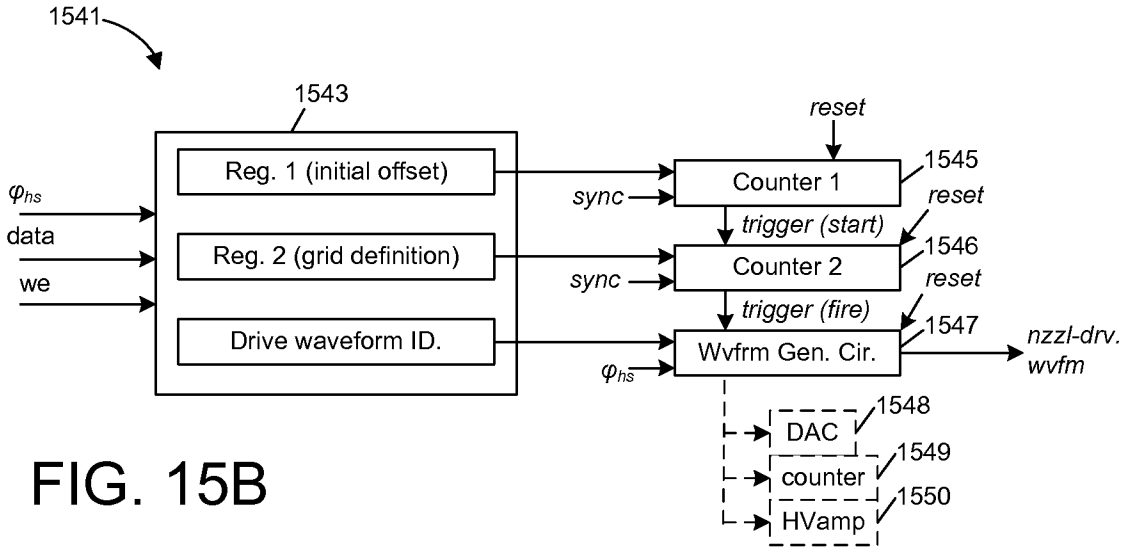 1541
1543
reset
Reg. 1 (initial offset)
1545
Counter 1
φhs
sync
reset
data
trigger (start)
Reg. 2 (grid definition)
1546
Counter 2
we
sync
reset
trigger (fire)
1547
Drive waveform ID.
Wvfrm Gen. Cir.
nzzl-drv.
wvfm
φhs
1548
DAC
1549
counter
1550
HVamp
FIG. 15B